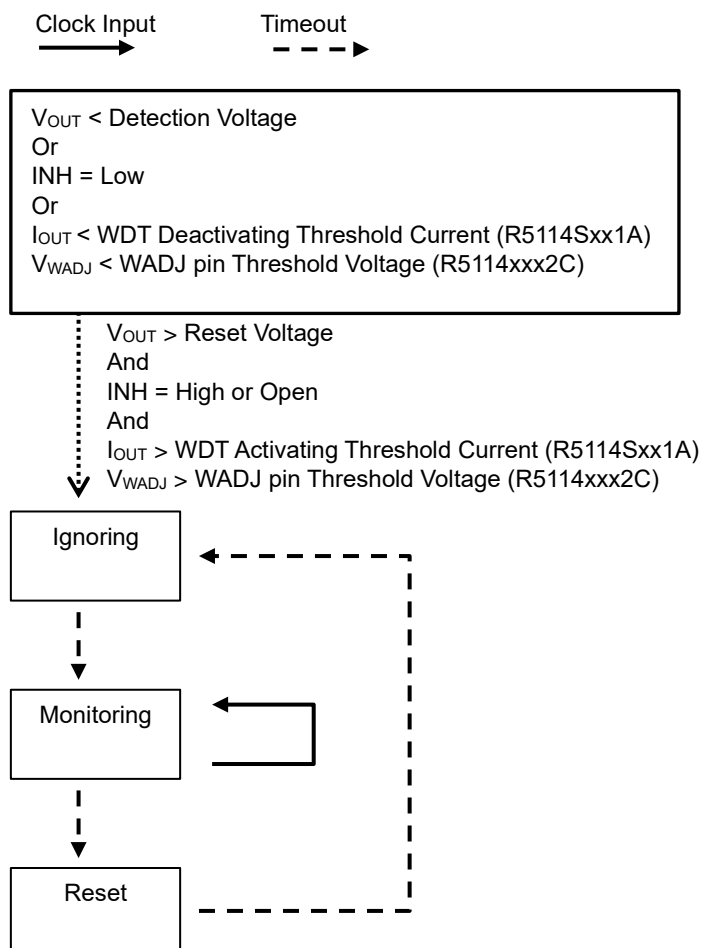 Clock Input
Timeout
VOUT < Detection Voltage
Or
INH = Low
Or
IOUT < WDT Deactivating Threshold Current (R5114Sxx1A)
VWADJ < WADJ pin Threshold Voltage (R5114xxx2C)
VOUT > Reset Voltage
And
INH = High or Open
And
IOUT > WDT Activating Threshold Current (R5114Sxx1A)
VWADJ > WADJ pin Threshold Voltage (R5114xxx2C)
Ignoring
Monitoring
Reset